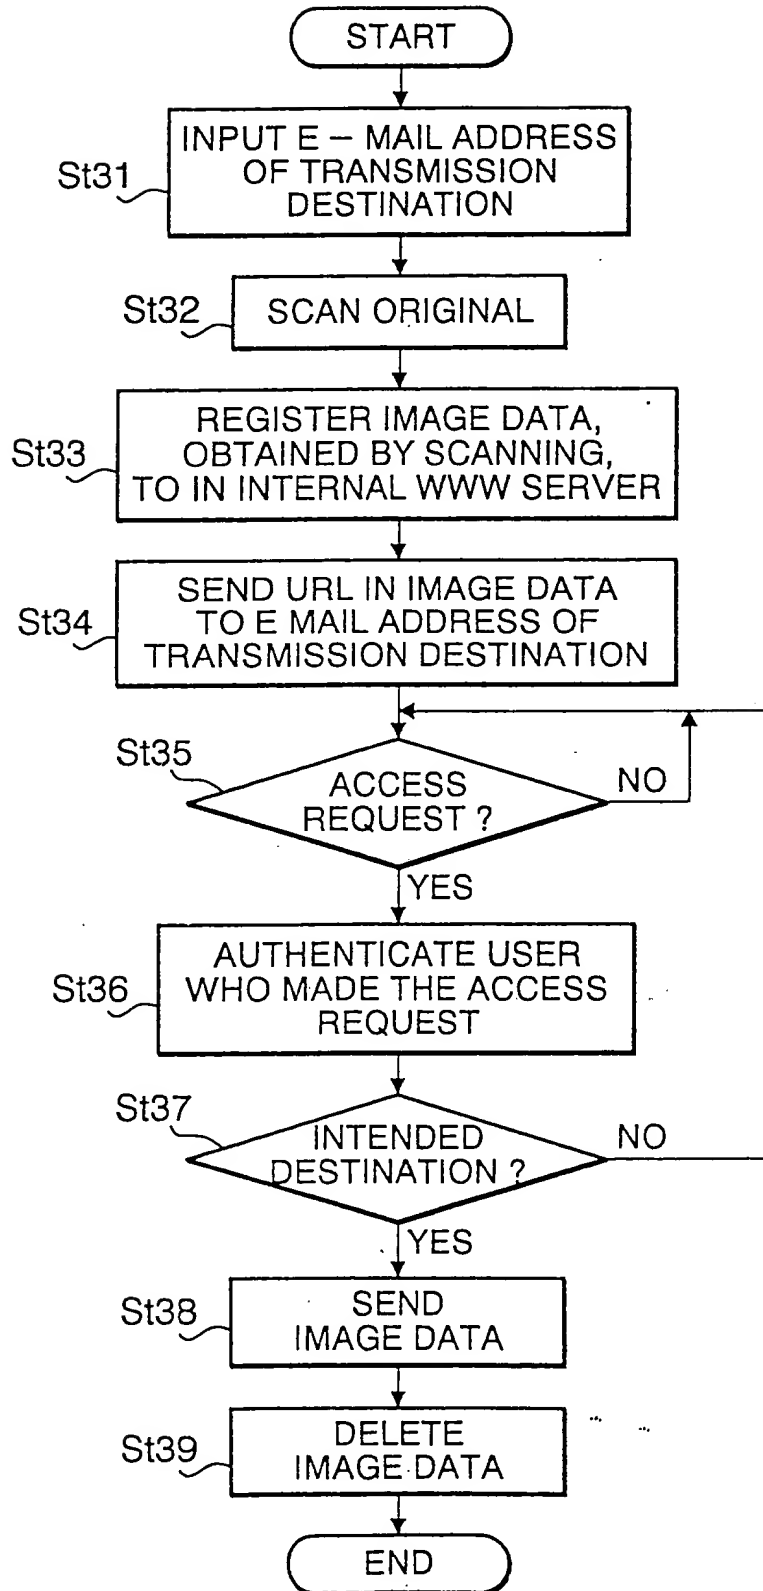 START
St31
INPUT E – MAIL ADDRESS
OF TRANSMISSION
DESTINATION
St32
SCAN ORIGINAL
St33
REGISTER IMAGE DATA,
OBTAINED BY SCANNING,
TO IN INTERNAL WWW SERVER
St34
SEND URL IN IMAGE DATA
TO E MAIL ADDRESS OF
TRANSMISSION DESTINATION
St35
ACCESS
REQUEST ?
NO
YES
St36
AUTHENTICATE USER
WHO MADE THE ACCESS
REQUEST
St37
INTENDED
DESTINATION ?
NO
YES
St38
SEND
IMAGE DATA
St39
DELETE
IMAGE DATA
END